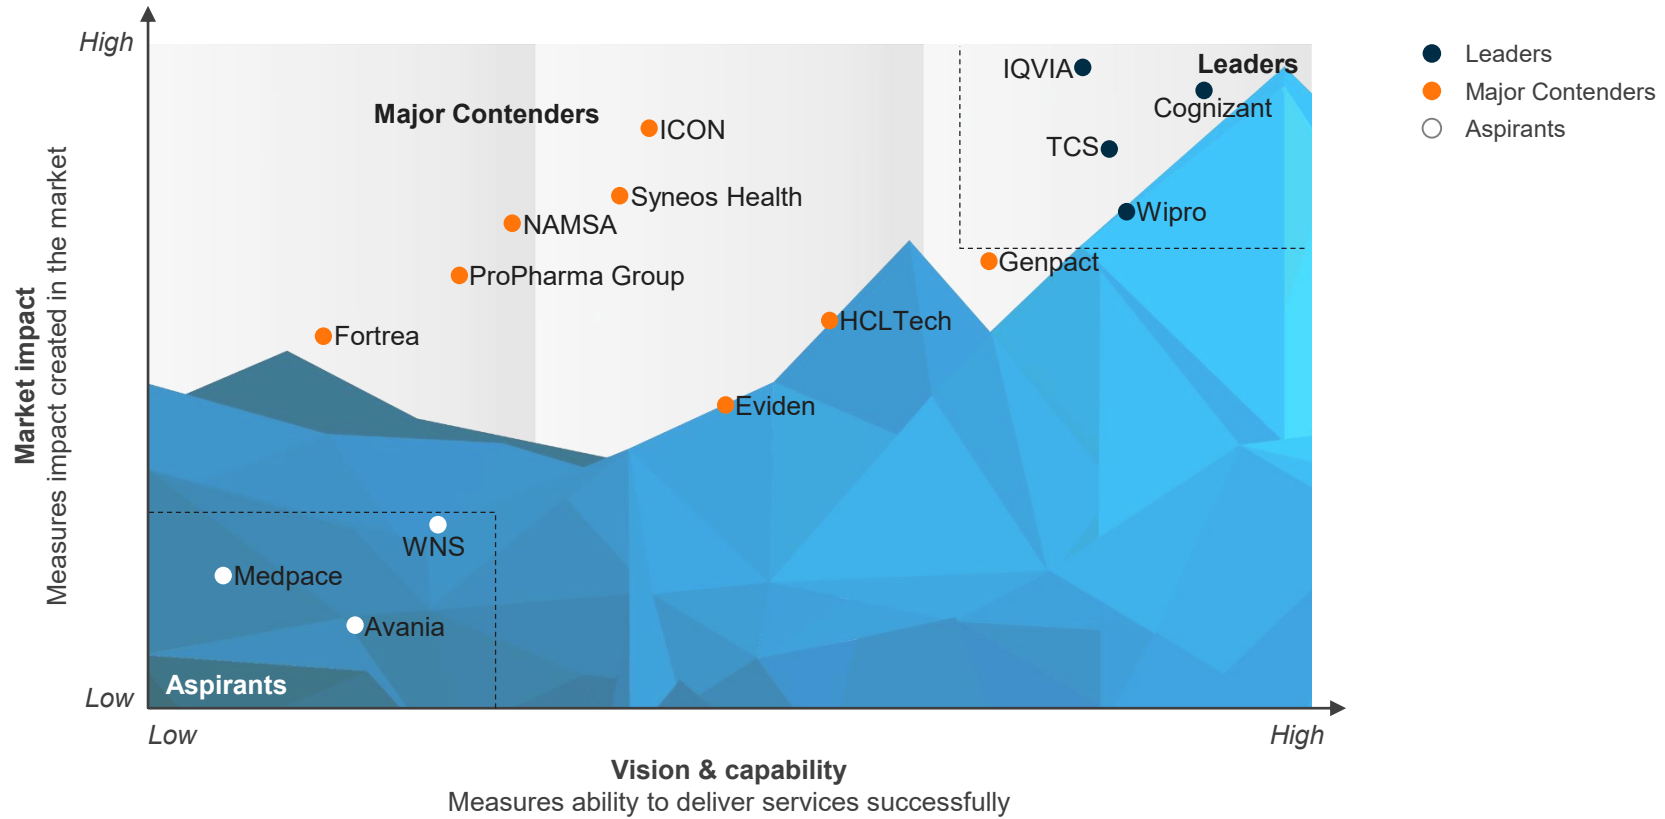 High
Major Contenders
Leaders
IQVIA
Cognizant
ICON
TCS
Syneos Health
Wipro
NAMSA
Genpact
ProPharma Group
HCLTech
Fortrea
Eviden
WNS
Medpace
Avania
Aspirants
Low
Market impact
Measures impact created in the market
Low
High
Vision & capability
Measures ability to deliver services successfully
Leaders
Major Contenders
Aspirants